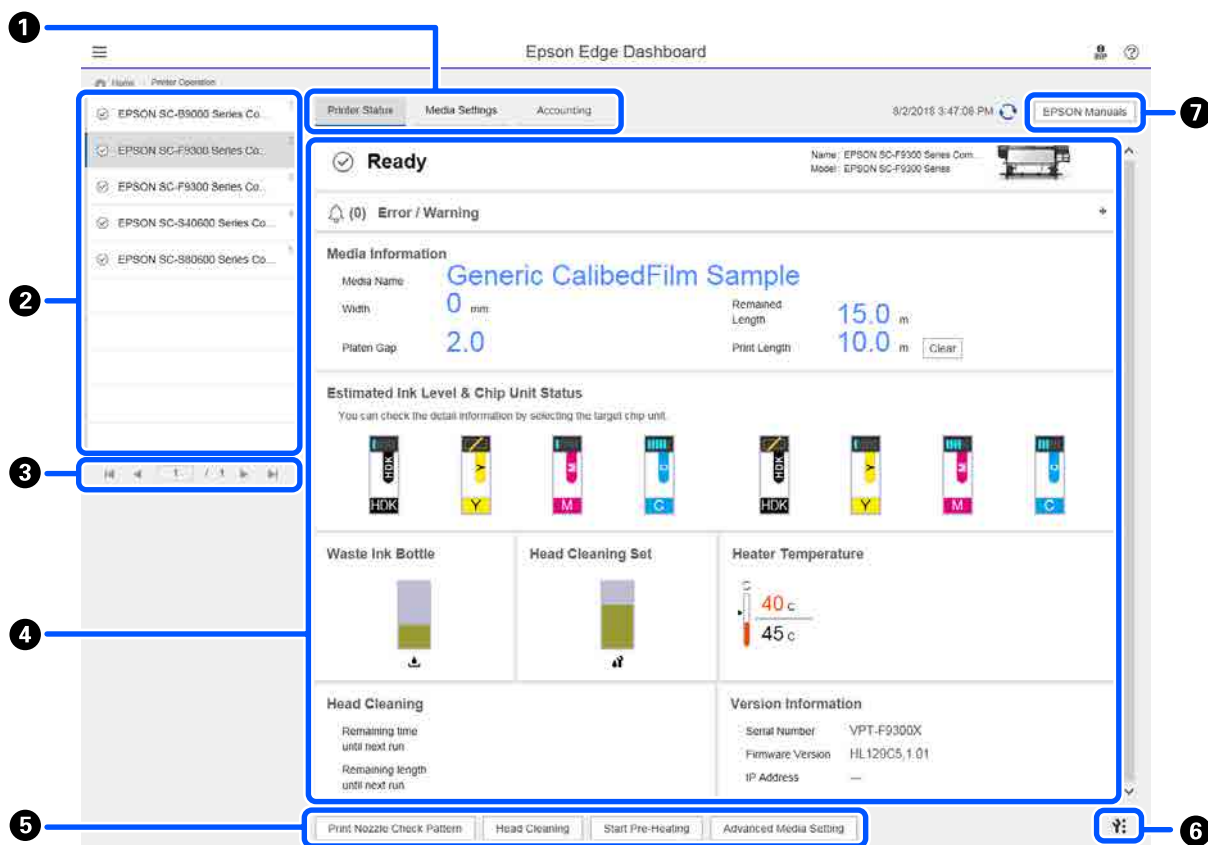 1
Epson Edge Dashboard
Home Printer Operation
EPSON SC-B9000 Series Co...
EPSON SC-F9300 Series Co...
EPSON SC-F9300 Series Co...
EPSON SC-S40600 Series Co...
EPSON SC-S80600 Series Co...
2
3
1 / 1
Printer Status Media Settings Accounting
8/2/2018 3:47:06 PM
EPSON Manuals
7
Ready
Name : EPSON SC-F9300 Series Com...
Model : EPSON SC-F9300 Series
(0) Error / Warning
Media Information
Media Name Generic CalibedFilm Sample
Width 0 mm
Remained Length 15.0 m
Platen Gap 2.0
Print Length 10.0 m Clear
Estimated Ink Level & Chip Unit Status
You can check the detail information by selecting the target chip unit.
HDK Y M C HDK Y M C
HDK Y M C HDK Y M C
Waste Ink Bottle
Head Cleaning Set
Heater Temperature
C
40 C
45 C
4
Head Cleaning
Remaining time
until next run
Remaining length
until next run
Version Information
Serial Number VPT-F9300X
Firmware Version HL129C5,1.01
IP Address ---
5
Print Nozzle Check Pattern Head Cleaning Start Pre-Heating Advanced Media Setting
6